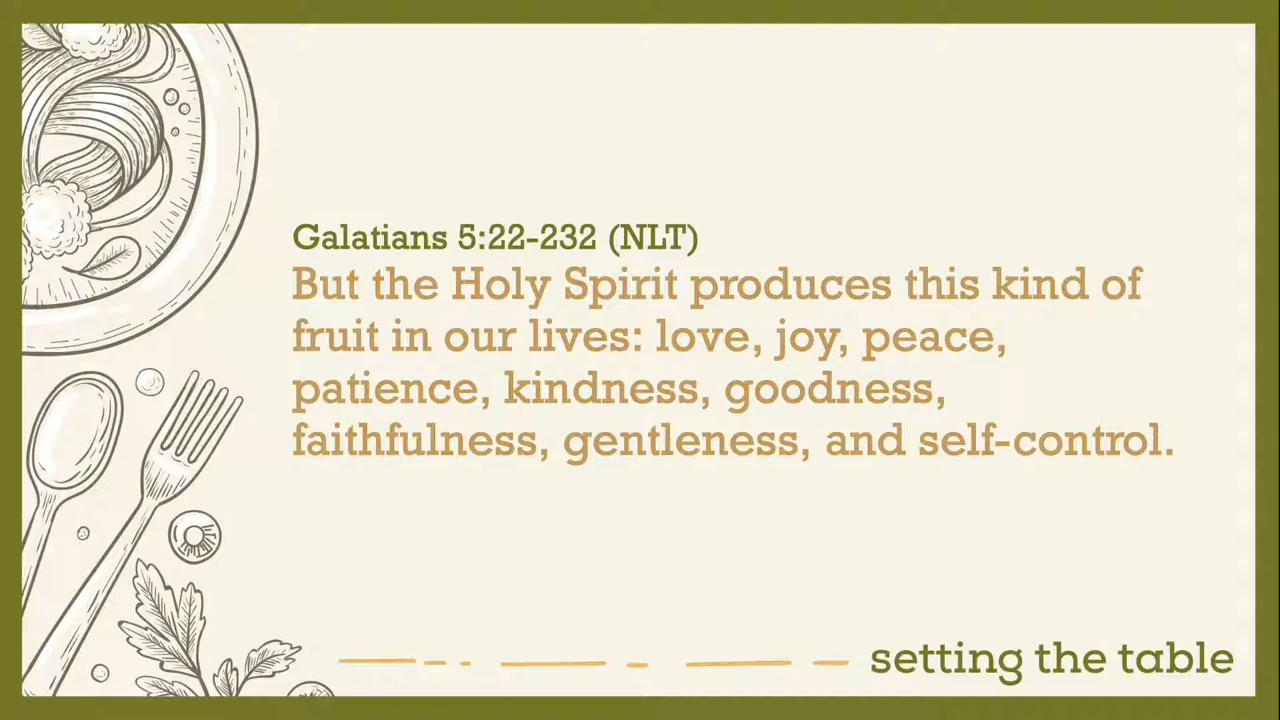 Galatians 5:22-232 (NLT)
But the Holy Spirit produces this kind of
fruit in our lives: love, joy, peace,
patience, kindness, goodness,
faithfulness, gentleness, and self-control.
setting the table